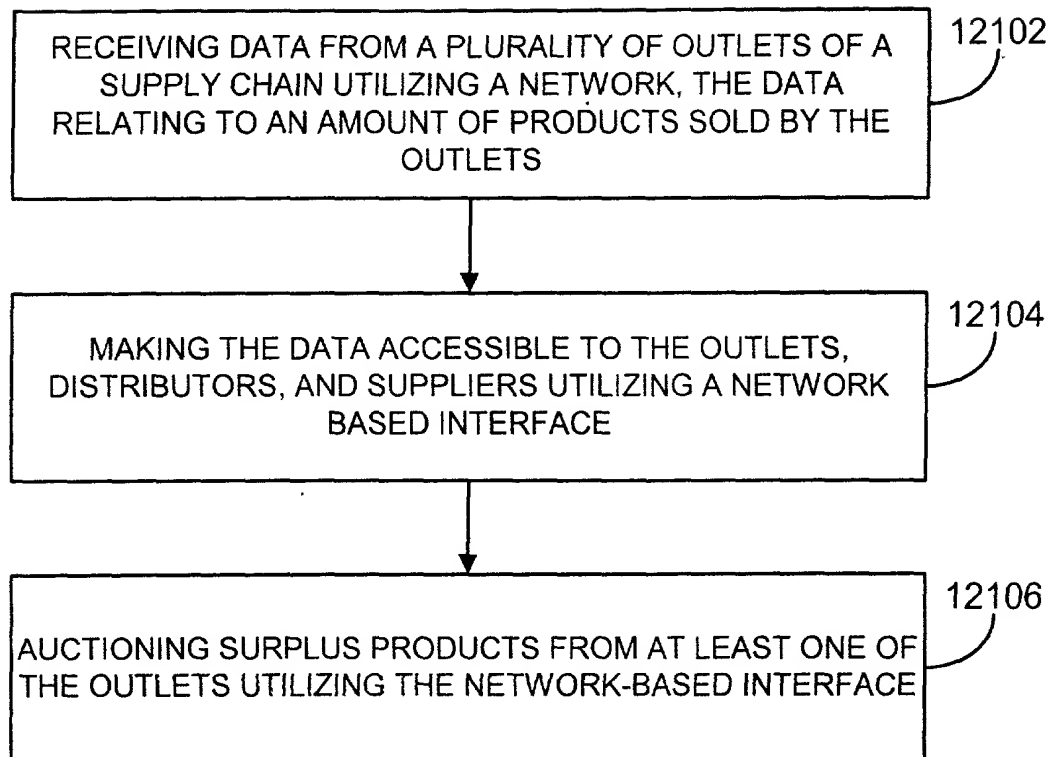 RECEIVING DATA FROM A PLURALITY OF OUTLETS OF A
SUPPLY CHAIN UTILIZING A NETWORK, THE DATA
RELATING TO AN AMOUNT OF PRODUCTS SOLD BY THE
OUTLETS
12102
MAKING THE DATA ACCESSIBLE TO THE OUTLETS,
DISTRIBUTORS, AND SUPPLIERS UTILIZING A NETWORK
BASED INTERFACE
12104
AUCTIONING SURPLUS PRODUCTS FROM AT LEAST ONE OF
THE OUTLETS UTILIZING THE NETWORK-BASED INTERFACE
12106